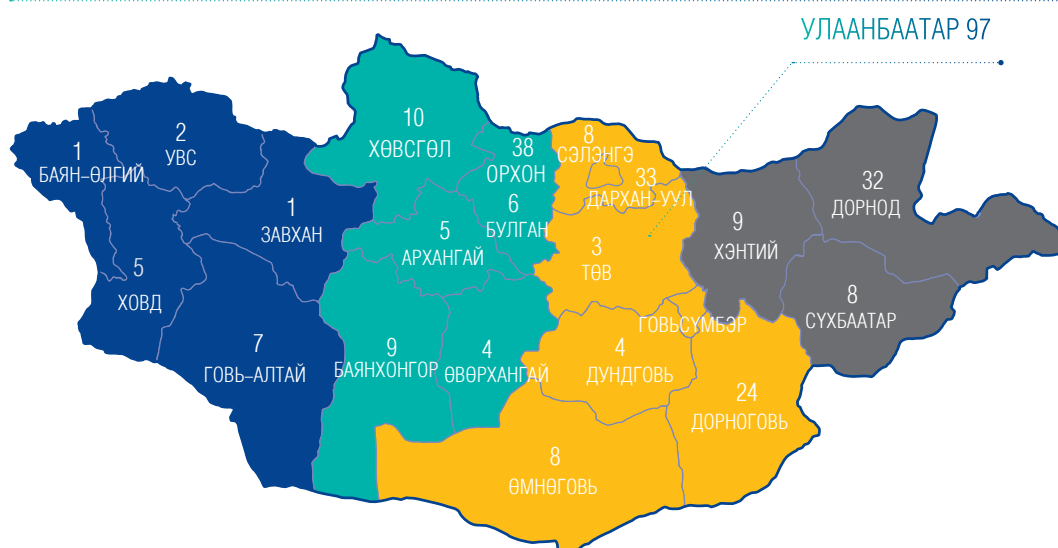 УЛААНБААТАР 97
10
ХӨВСГӨЛ
38
ОРХОН
8
СЭЛЭНГЭ
2
УВС
1
БАЯН–ӨЛГИЙ
33
ДАРХАН–УУЛ
32
ДОРНОД
1
ЗАВХАН
6
БУЛГАН
5
АРХАНГАЙ
9
ХЭНТИЙ
3
ТӨВ
5
ХОВД
8
СҮХБААТАР
ГОВЬСҮМБЭР
7
ГОВЬ–АЛТАЙ
9
БАЯНХОНГОР
4
ӨВӨРХАНГАЙ
4
ДУНДГОВЬ
24
ДОРНОГОВЬ
8
ӨМНӨГОВЬ